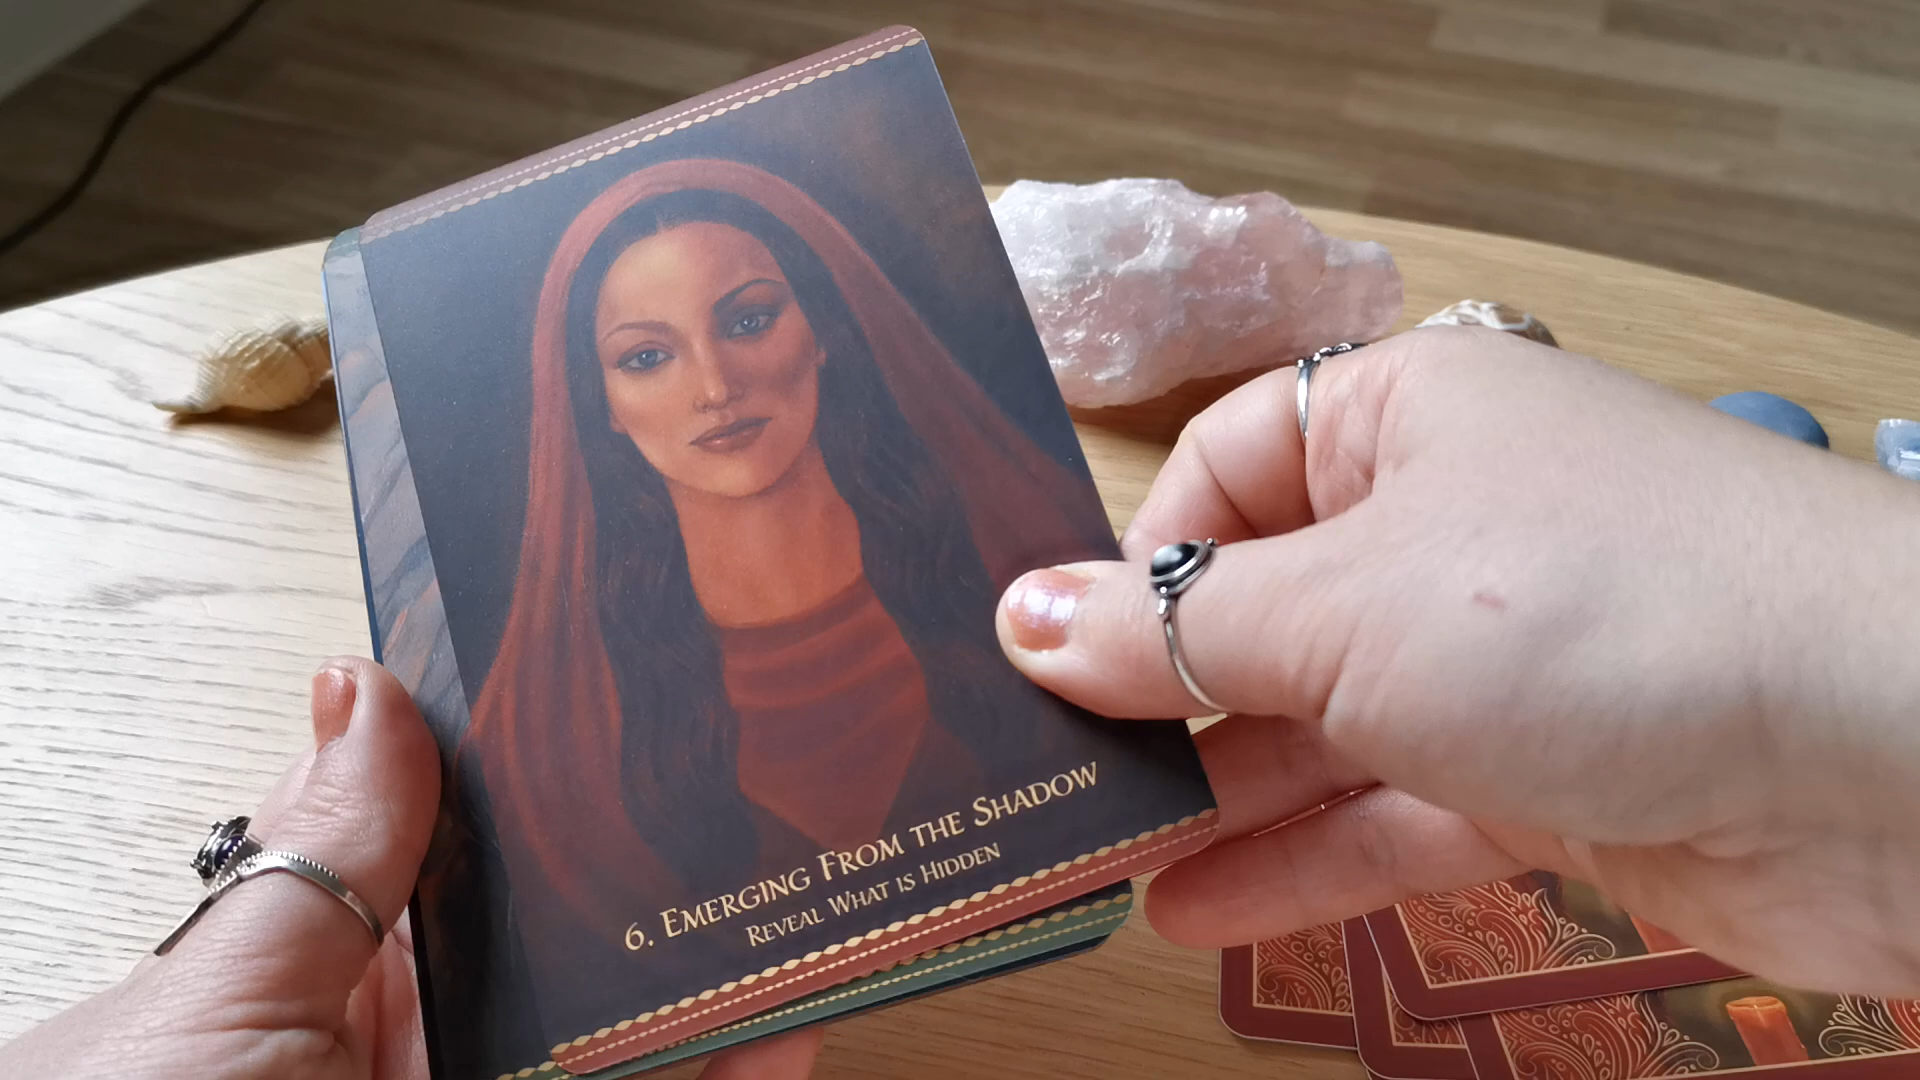 6. Emerging From the Shadow
Reveal What is Hidden